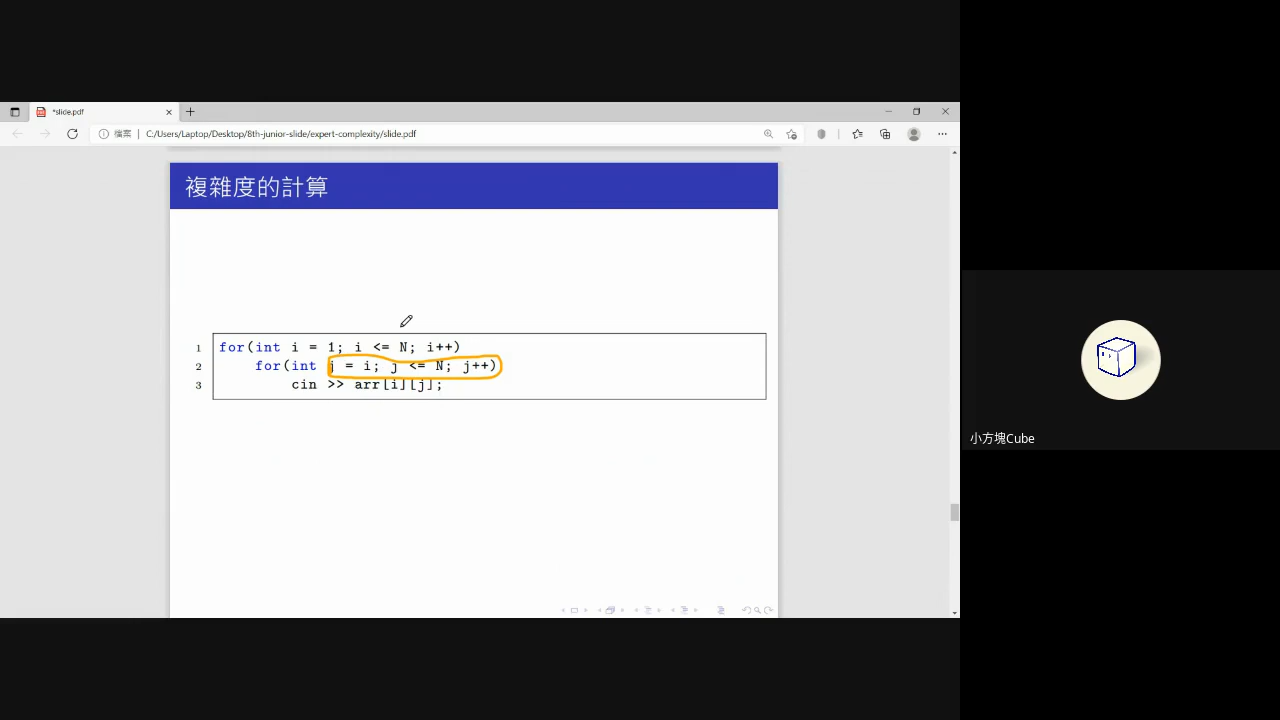 *slide.pdf
檔案 C:/Users/Laptop/Desktop/8th-junior-slide/expert-complexity/slide.pdf
複雜度的計算
1 for(int i = 1; i <= N; i++)
2 for(int j = i; j <= N; j++)
3 cin >> arr[i][j];
小方塊Cube